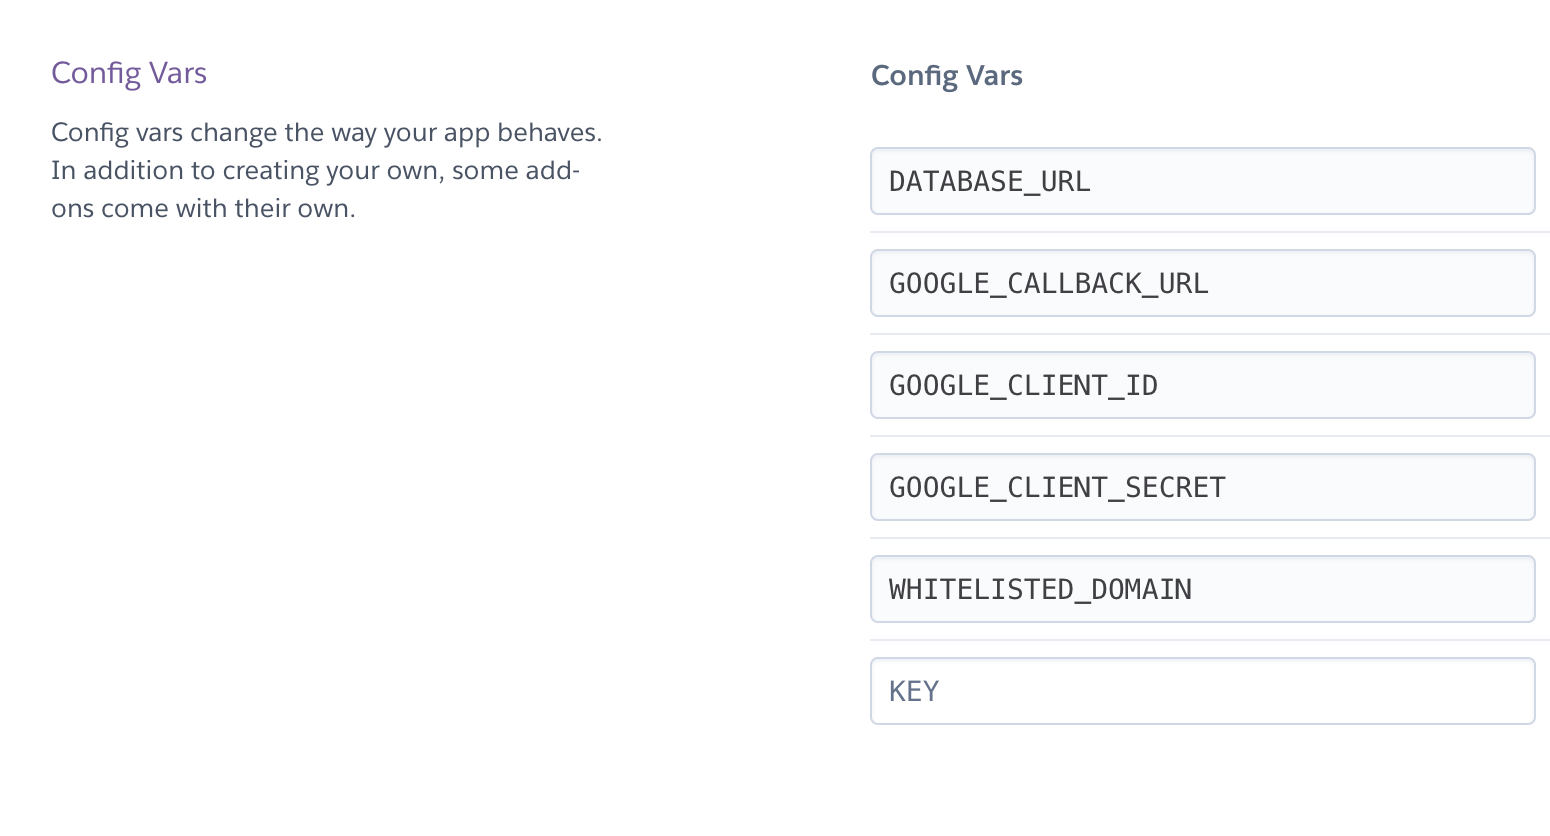 Config Vars
Config vars change the way your app behaves.
In addition to creating your own, some add-
ons come with their own.
Config Vars
DATABASE_URL
GOOGLE_CALLBACK_URL
GOOGLE_CLIENT_ID
GOOGLE_CLIENT_SECRET
WHITELISTED_DOMAIN
KEY